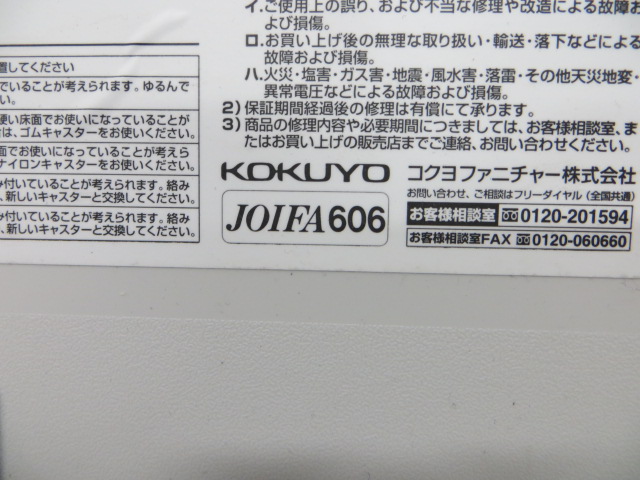 置してください
でいることが考えられます。ゆるんで
硬い床面でお使いになっていることが
は、ゴムキャスターをお使いください。
面でお使いになっていることが考えら
ナイロンキャスターをお使いください。
み付いていることが考えられます。絡み
、新しいキャスターと交換してください。
み付いていることが考えられます。絡み
、新しいキャスターと交換してください。
イ.ご使用上の誤り、および不当な修理や改造による故障お
よび損傷。
ロ.お買い上げ後の無理な取り扱い・輸送・落下などによる
および損傷。
ハ.火災・塩害・ガス害・地震・風水害・落雷・その他天災地変・
異常電圧などによる故障および損傷。
2)保証期間経過後の修理は有償にて承ります。
3)商品の修理内容や必要期間につきましては、お客様相談室、ま
たはお買い上げの販売店までご連絡、お問い合わせください。
KOKUYO コクヨファニチャー株式会社
お問い合わせ、ご相談はフリーダイヤル(全国共通)
JOIFA606
お客様相談室 0120-201594
お客様相談室FAX 0120-060660